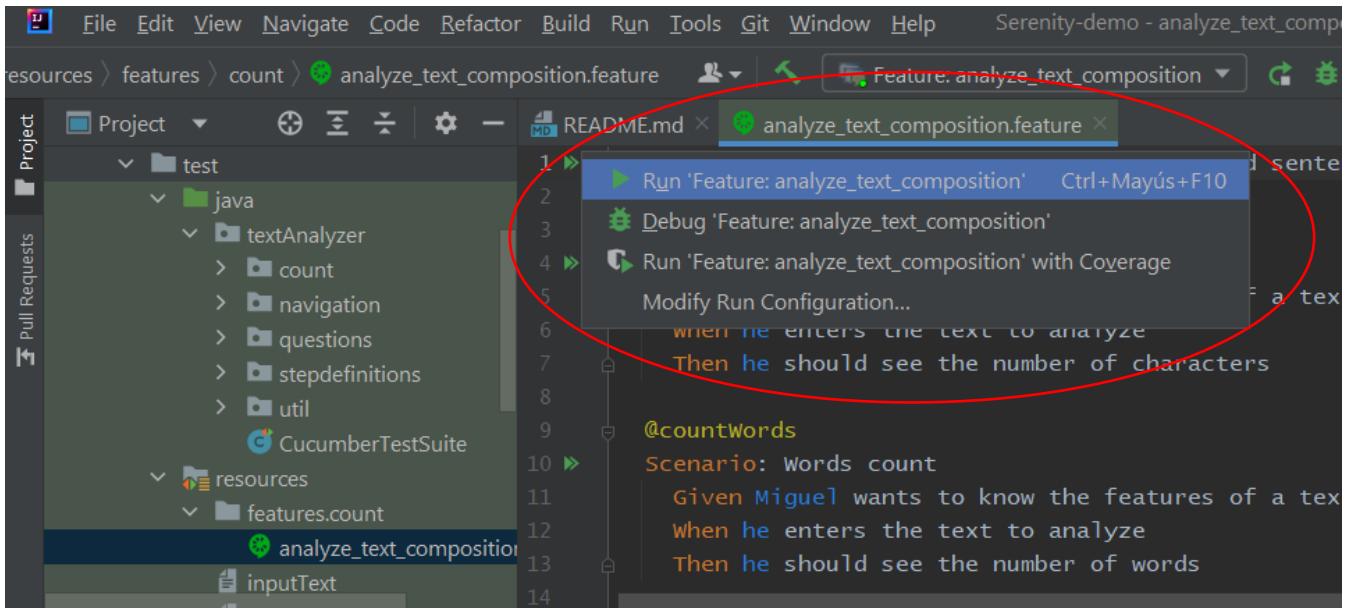 File Edit View Navigate Code Refactor Build Run Tools Git Window Help Serenity-demo - analyze_text_comp
resources features count analyze_text_composition.feature Feature: analyze_text_composition
Project
Pull Requests
Project
test
java
textAnalyzer
count
navigation
questions
stepdefinitions
util
CucumberTestSuite
resources
features.count
analyze_text_composition
inputText
README.md analyze_text_composition.feature
1 d sente
Run 'Feature: analyze_text_composition' Ctrl+Mayús+F10
2
3 Debug 'Feature: analyze_text_composition'
4 Run 'Feature: analyze_text_composition' with Coverage
5 Modify Run Configuration... f a tex
6 When he enters the text to analyze
7 Then he should see the number of characters
8
9 @countWords
10 Scenario: Words count
11 Given Miguel wants to know the features of a tex
12 When he enters the text to analyze
13 Then he should see the number of words
14